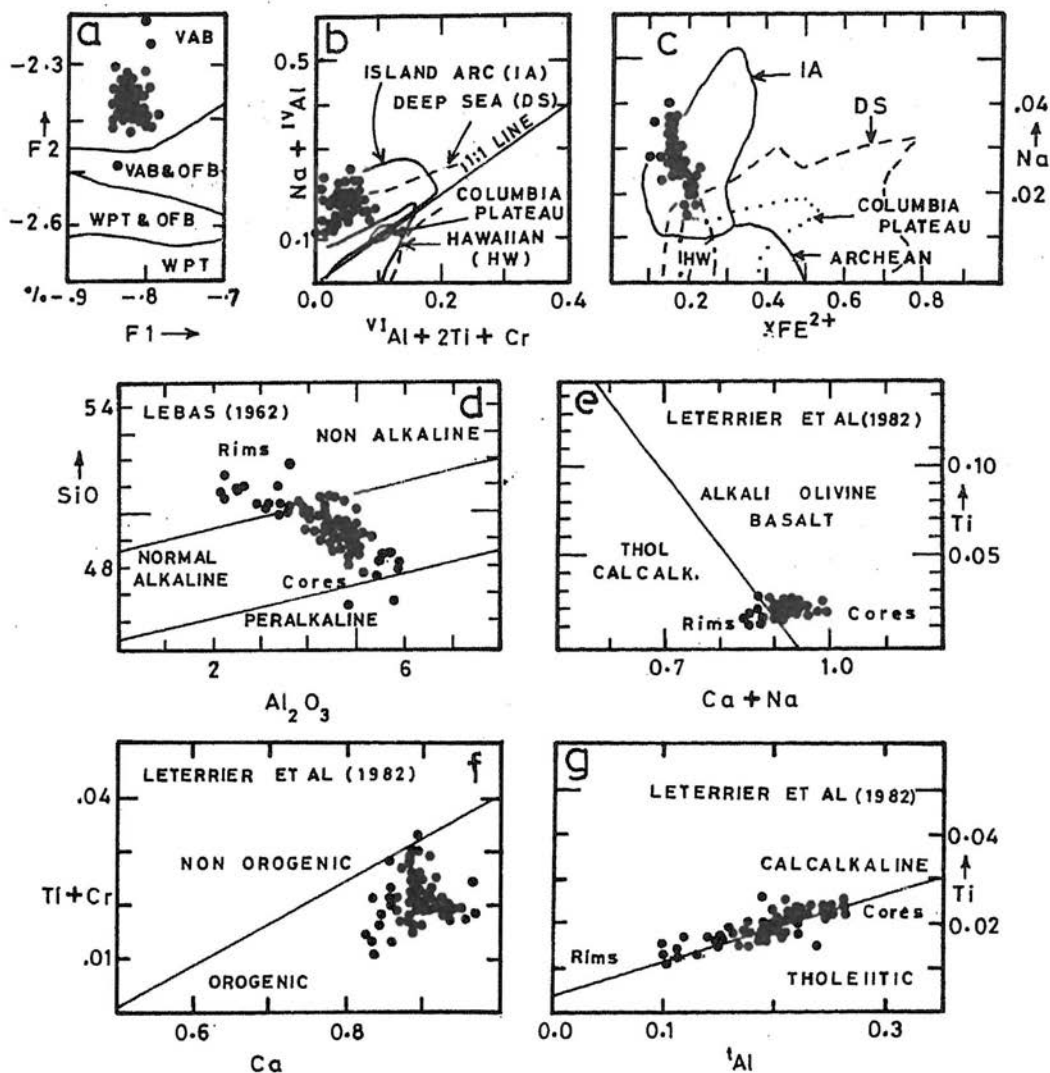 a
VAB
-2.3
F2
VAB & OFB
WPT & OFB
-2.6
WPT
% -.9
-.8
-.7
F1
b
0.5
ISLAND ARC (IA)
DEEP SEA (DS)
1:1 LINE
Na + IVAl
COLUMBIA
PLATEAU
0.1
HAWAIIAN
(HW)
0.0
0.2
0.4
VIAl + 2Ti + Cr
c
IA
.04
DS
Na
.02
COLUMBIA
PLATEAU
HW
ARCHEAN
0.2
0.4
0.6
0.8
XFE2+
54
LEBAS (1962)
d
NON ALKALINE
Rims
SiO
NORMAL
ALKALINE
48
Cores
PERALKALINE
2
6
Al2O3
e
LETERRIER ET AL (1982)
0.10
ALKALI OLIVINE
BASALT
Ti
THOL
CALCALK.
0.05
Rims
Cores
0.7
1.0
Ca + Na
LETERRIER ET AL (1982)
f
.04
NON OROGENIC
Ti + Cr
.01
OROGENIC
0.6
0.8
Ca
g
LETERRIER ET AL (1982)
0.04
CALCALKALINE
Ti
Cores
0.02
Rims
THOLEIITIC
0.0
0.1
0.3
tAl